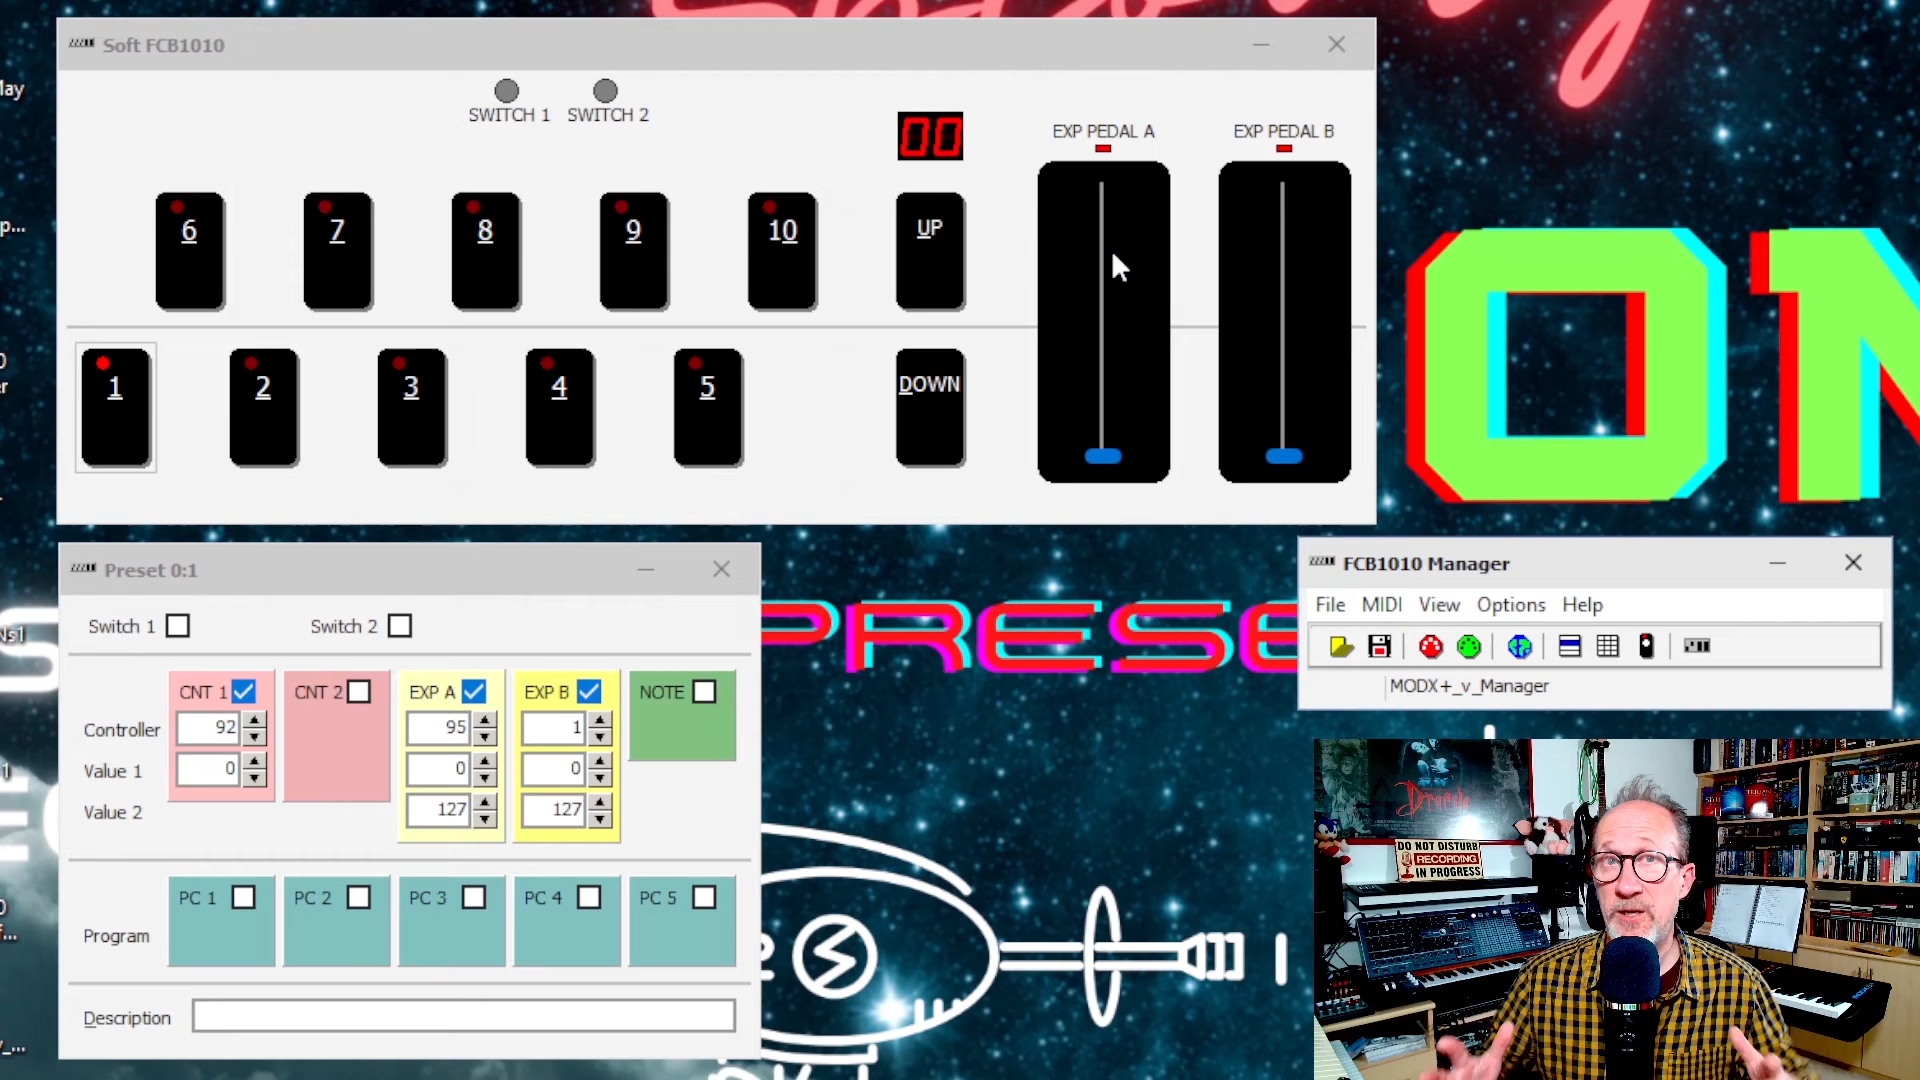 Soft FCB1010
SWITCH 1 SWITCH 2
00
EXP PEDAL A EXP PEDAL B
6 7 8 9 10 UP
1 2 3 4 5 DOWN
Preset 0:1
Switch 1 Switch 2
CNT 1 CNT 2 EXP A EXP B NOTE
Controller 92 95 1
Value 1 0 0 0
Value 2 127 127
PC 1 PC 2 PC 3 PC 4 PC 5
Program
Description
FCB1010 Manager
File MIDI View Options Help
MODX+_v_Manager
ON
PRESE
DO NOT DISTURB
RECORDING
IN PROGRESS
Dracula